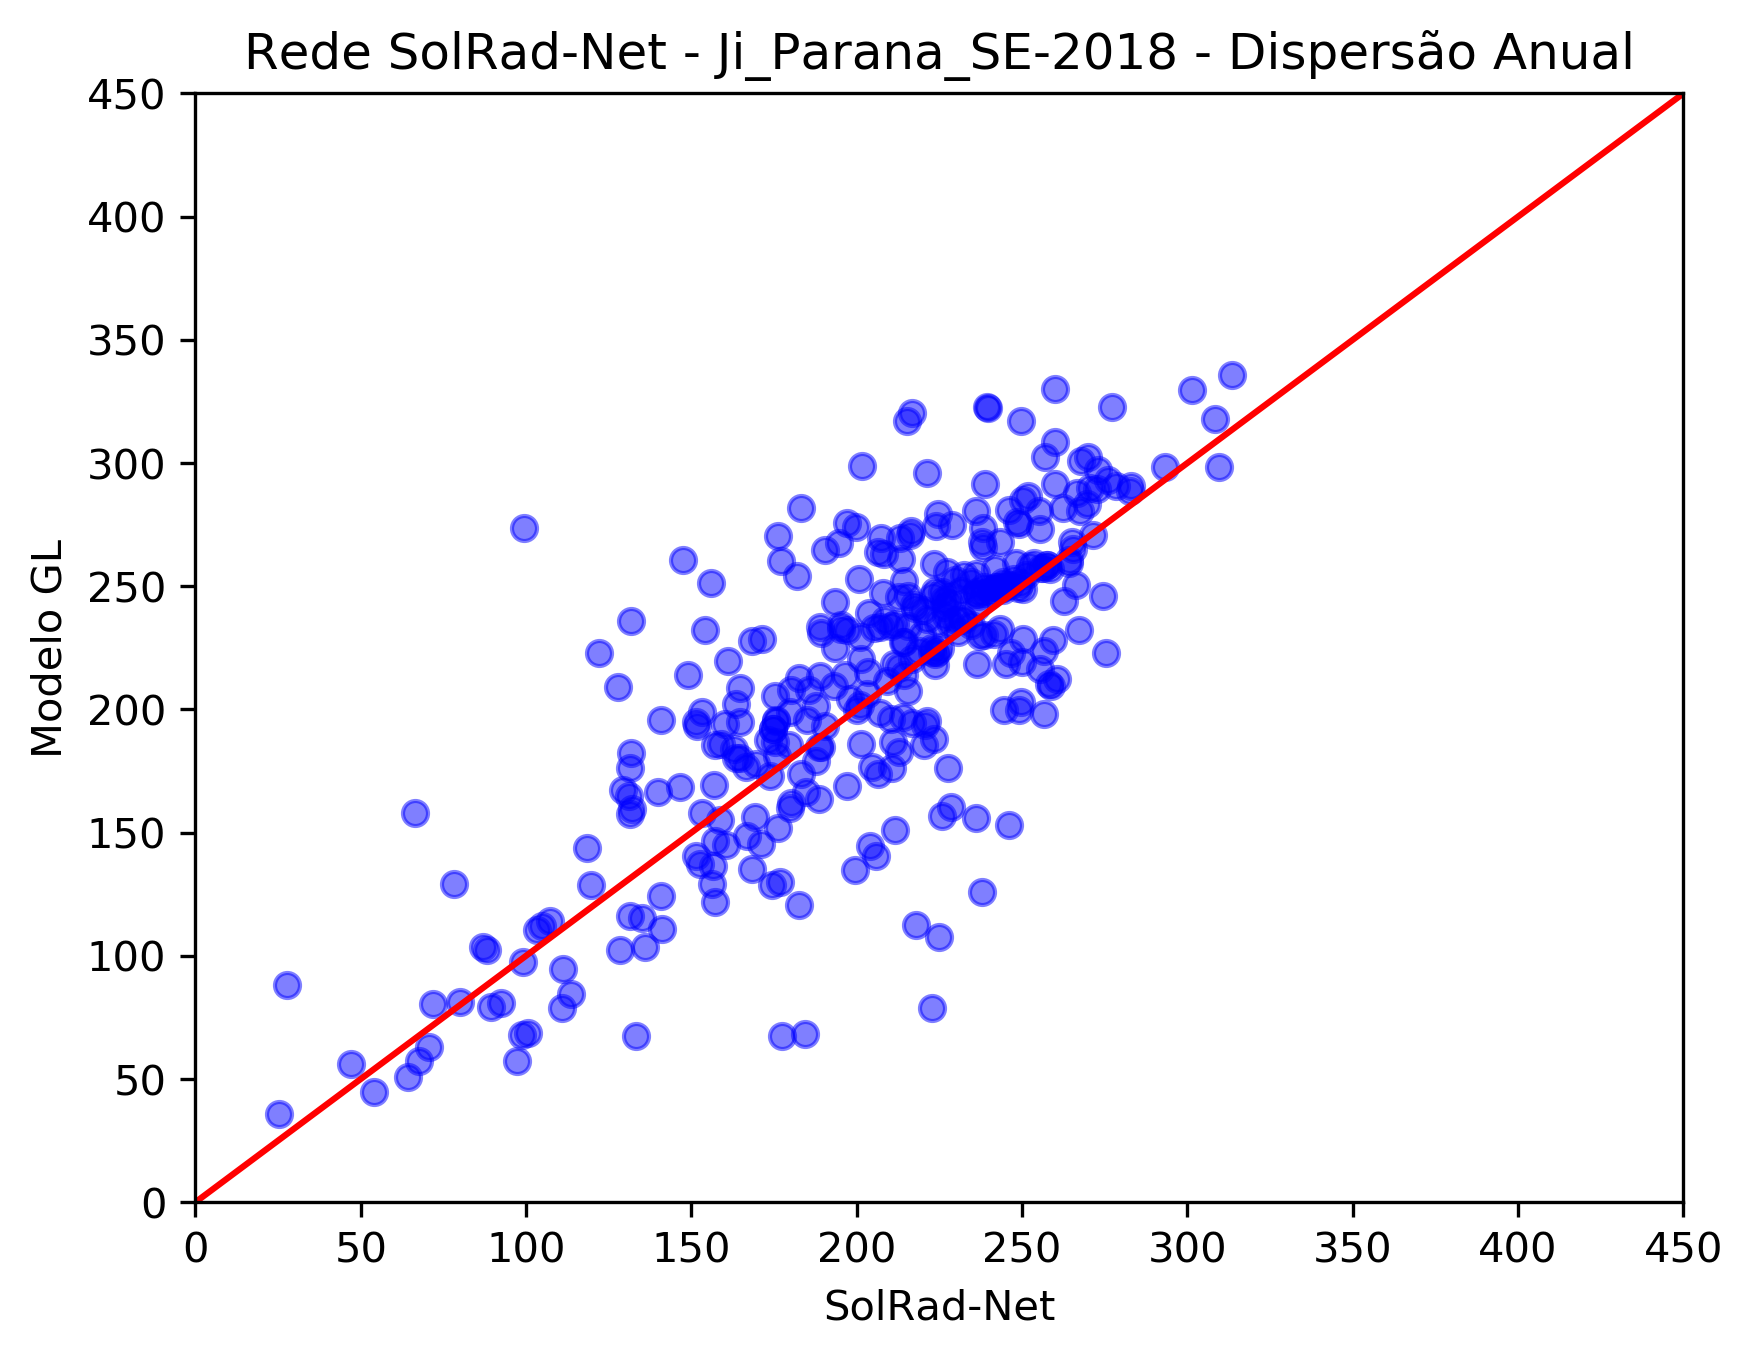 Rede SolRad-Net - Ji_Parana_SE-2018 - Dispersão Anual
450
400
350
300
250
200
150
100
50
0
Modelo GL
0 50 100 150 200 250 300 350 400 450
SolRad-Net